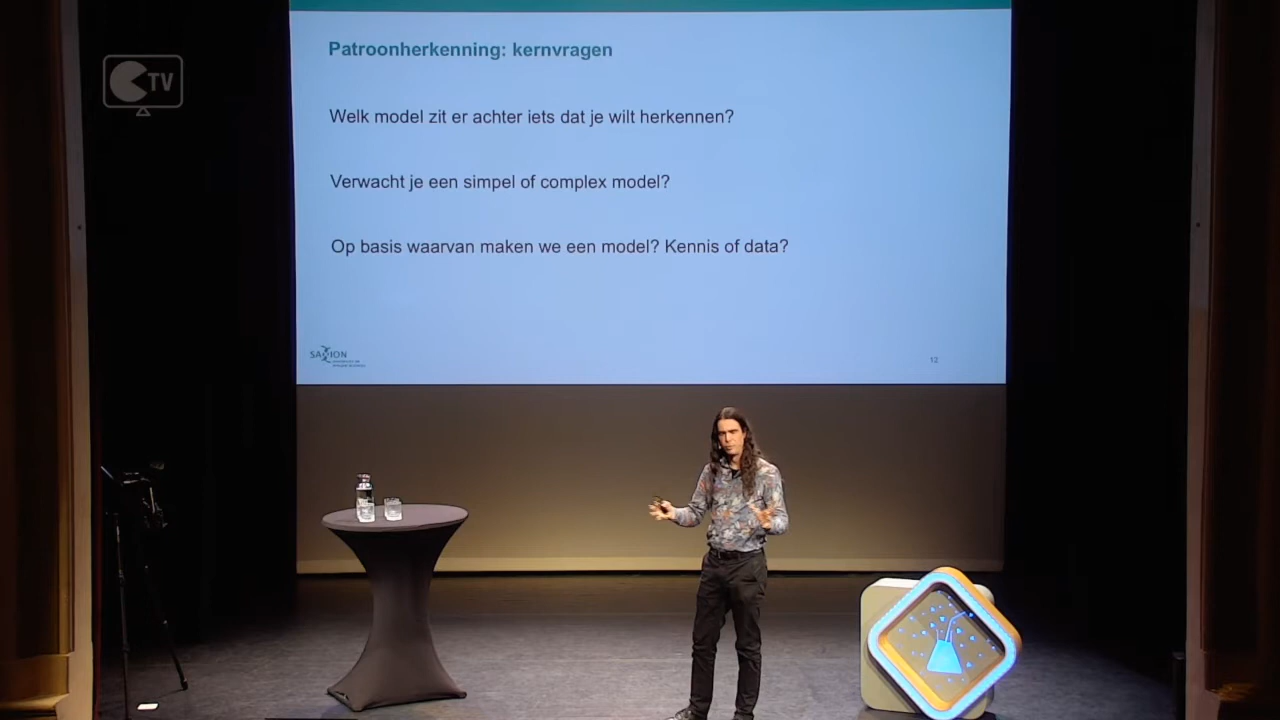 TV
Patroonherkenning: kernvragen
Welk model zit er achter iets dat je wilt herkennen?
Verwacht je een simpel of complex model?
Op basis waarvan maken we een model? Kennis of data?
SAXION
12